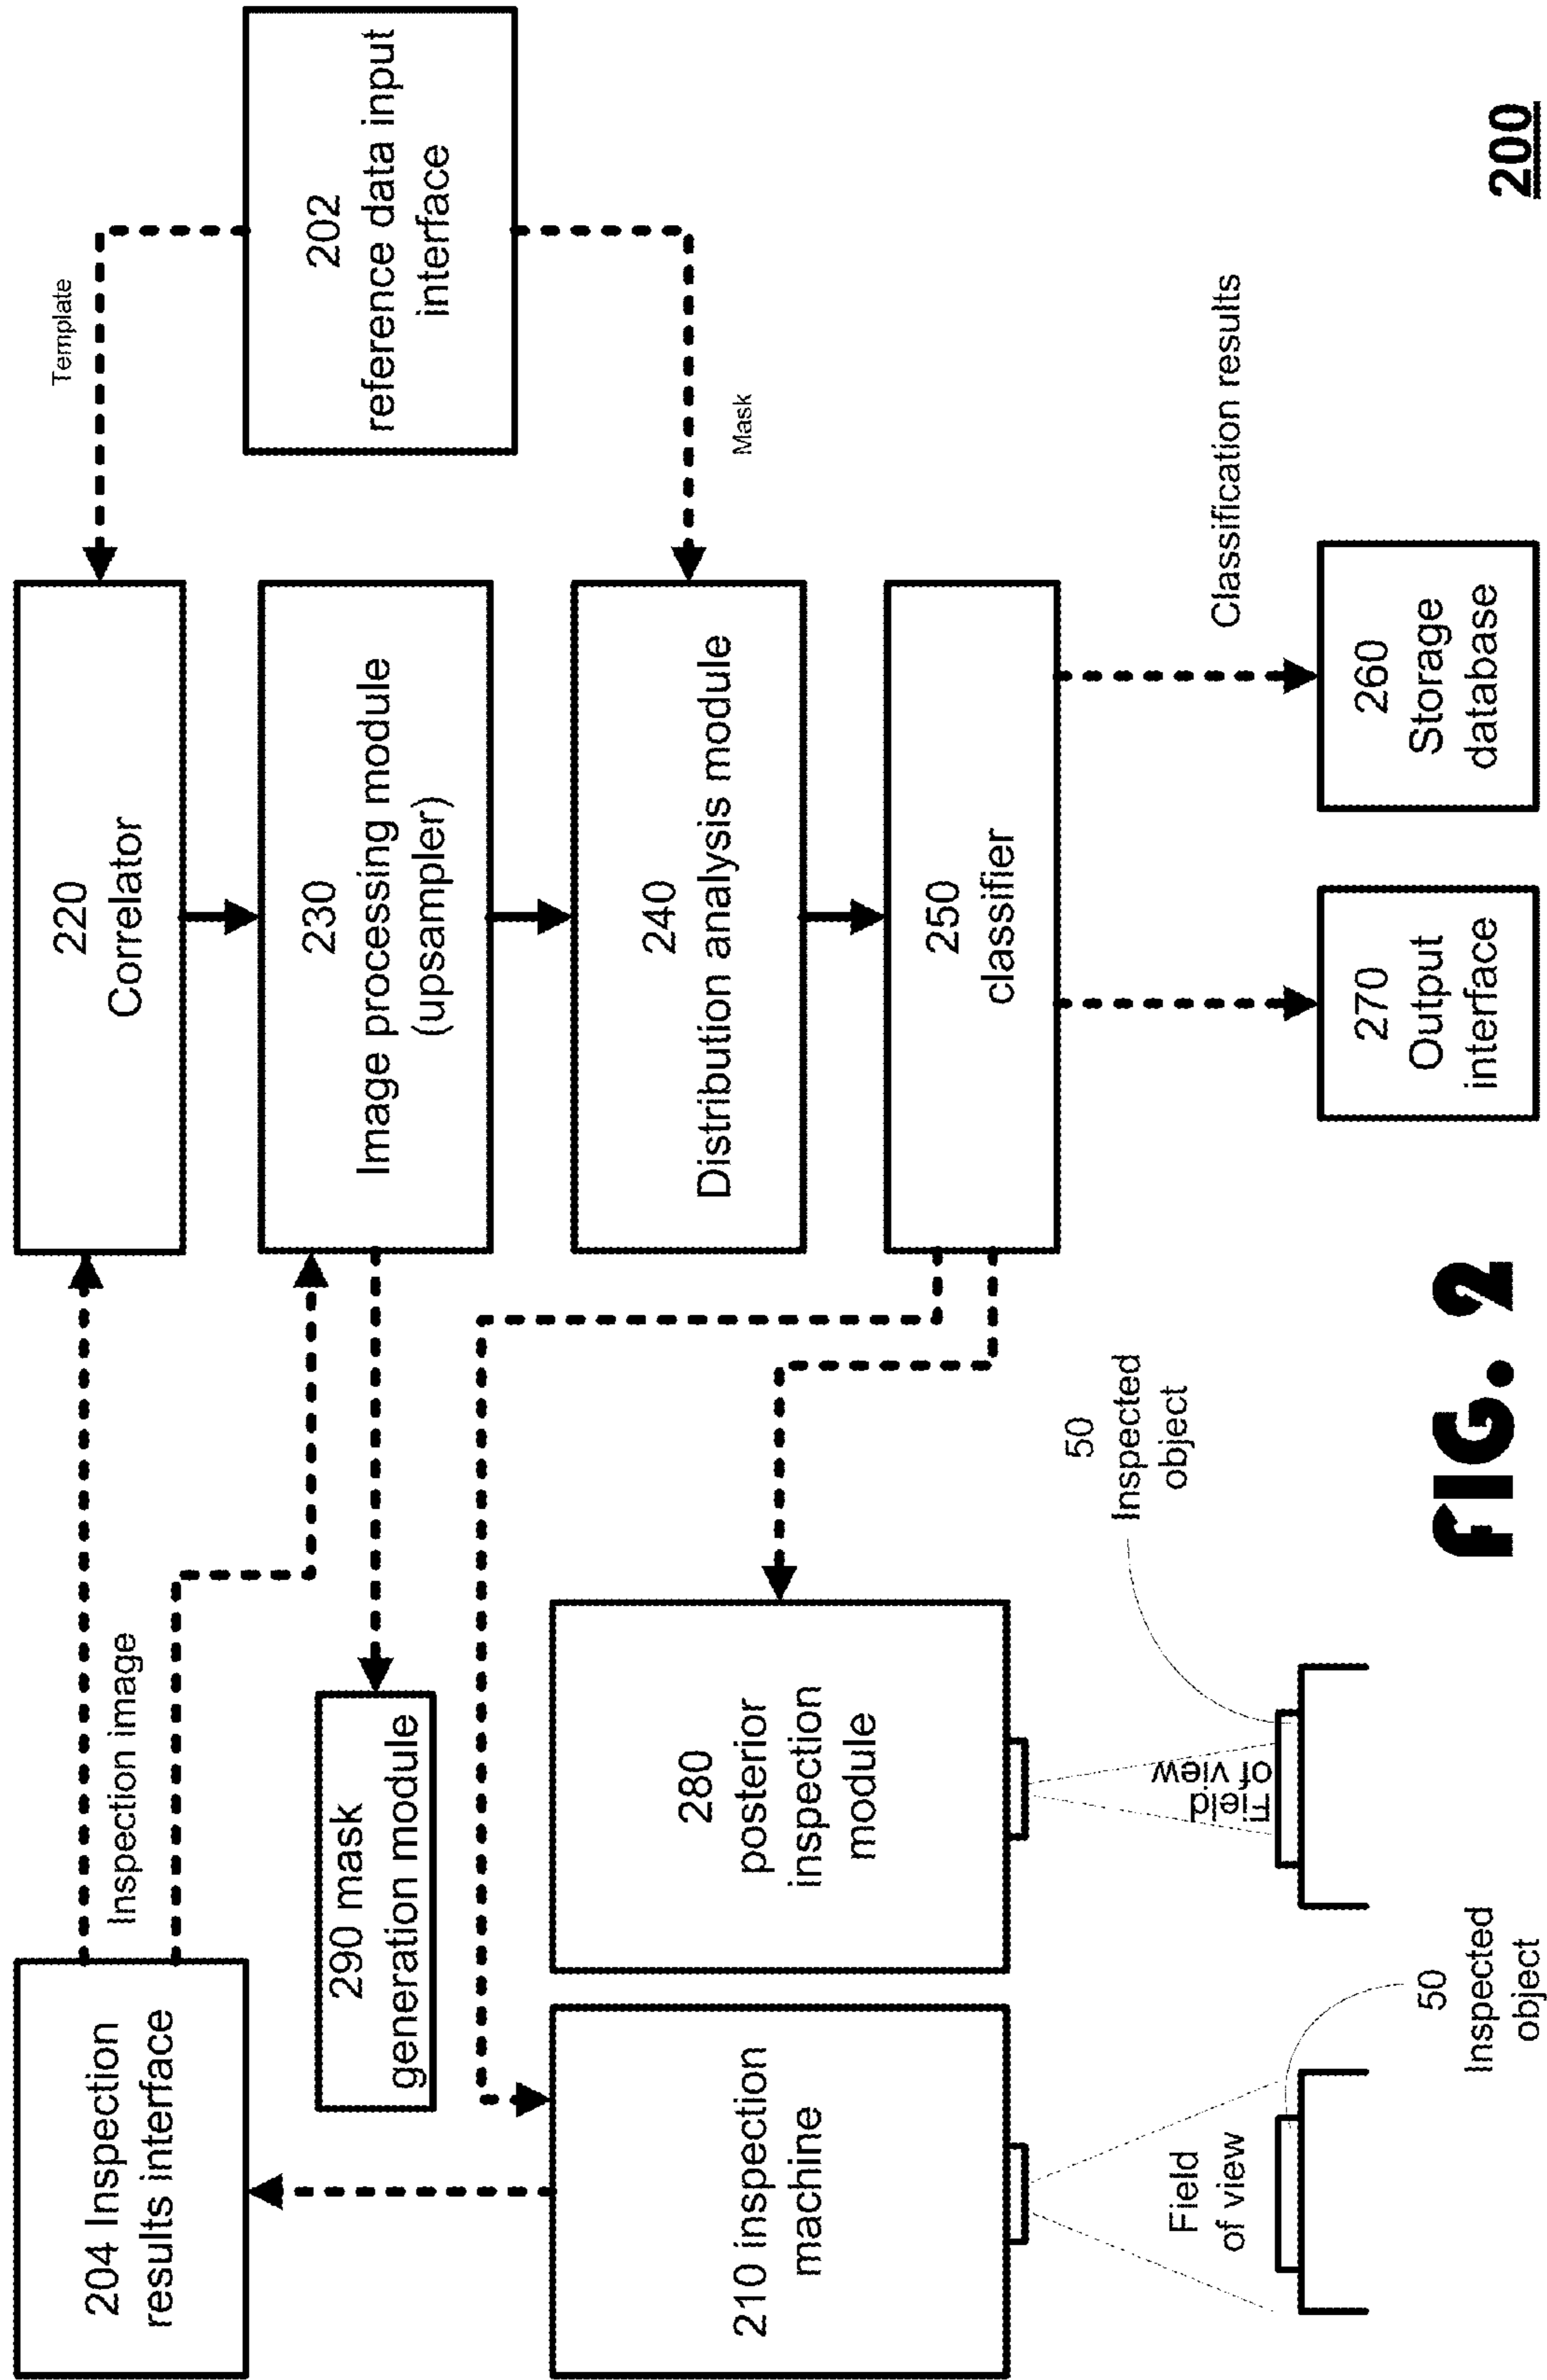 204 Inspection
results interface
Inspection image
220
Correlator
Template
202
reference data input
interface
290 mask
generation module
230
Image processing module
(upsampler)
210 inspection
machine
280
posterior
inspection
module
240
Distribution analysis module
Mask
250
classifier
Field
of view
50
Inspected
object
Field
of view
50
Inspected
object
270
Output
interface
260
Storage
database
Classification results
FIG. 2
200